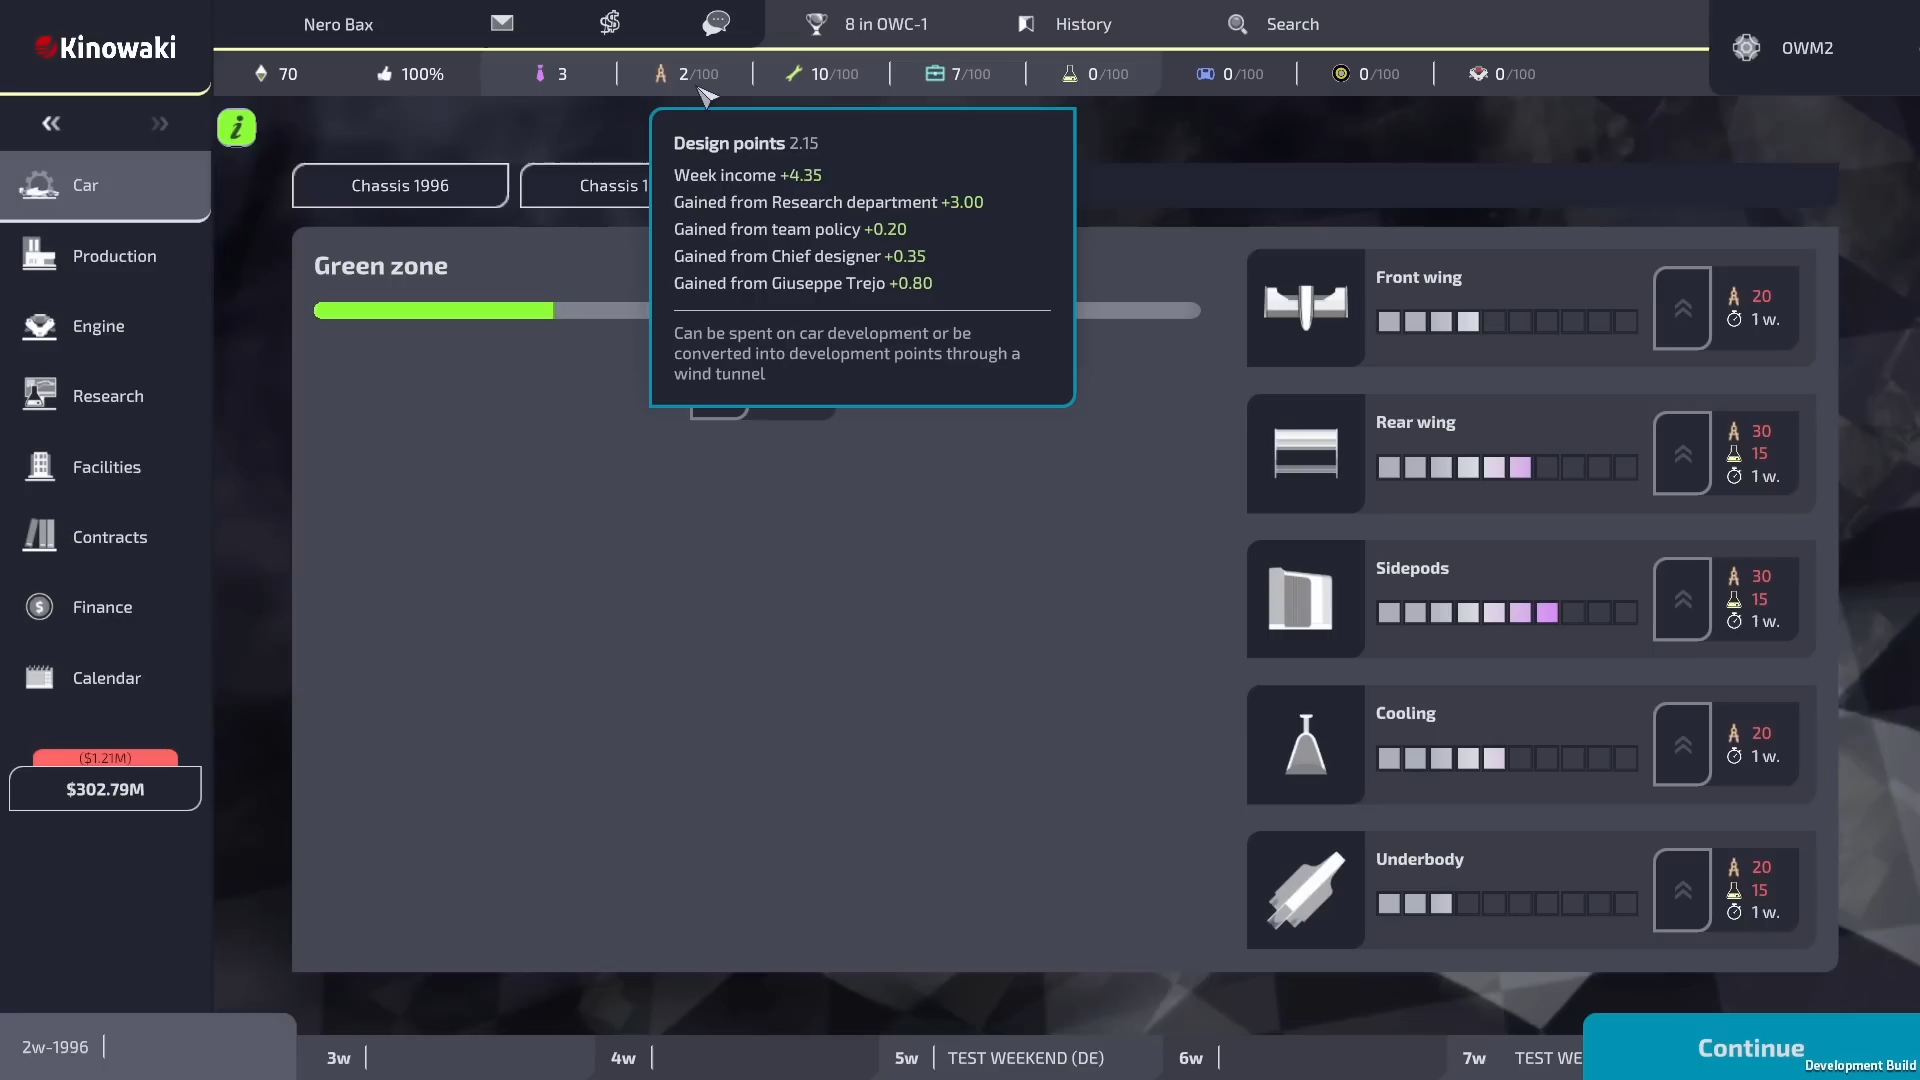 Kinowaki
Nero Bax
8 in OWC-1
History
Search
OWM2
70
100%
3
2/100
10/100
7/100
0/100
0/100
0/100
0/100
i
Car
Production
Engine
Research
Facilities
Contracts
Finance
Calendar
($1.21M)
$302.79M
Chassis 1996
Chassis 1
Green zone
Design points 2.15
Week income +4.35
Gained from Research department +3.00
Gained from team policy +0.20
Gained from Chief designer +0.35
Gained from Giuseppe Trejo +0.80
Can be spent on car development or be
converted into development points through a
wind tunnel
Front wing
20
1 w.
Rear wing
30
15
1 w.
Sidepods
30
15
1 w.
Cooling
20
1 w.
Underbody
20
15
1 w.
2w-1996
3w
4w
5w TEST WEEKEND (DE)
6w
7w TEST WE
Continue
Development Build